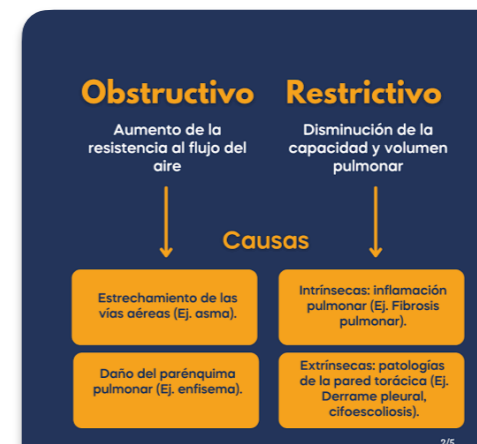 Obstructivo
Aumento de la
resistencia al flujo del
aire
Restrictivo
Disminución de la
capacidad y volumen
pulmonar
Causas
Estrechamiento de las
vías aéreas (Ej. asma).
Daño del parénquima
pulmonar (Ej. enfisema).
Intrínsecas: inflamación
pulmonar (Ej. Fibrosis
pulmonar).
Extrínsecas: patologías
de la pared torácica (Ej.
Derrame pleural,
cifoescoliosis).
2/5